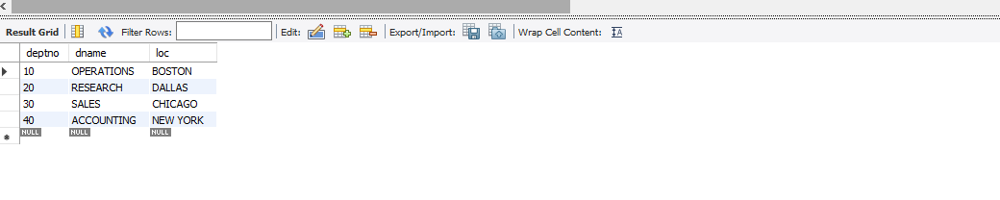 Result Grid Filter Rows: Edit: Export/Import: Wrap Cell Content: IA
deptno dname loc
10 OPERATIONS BOSTON
20 RESEARCH DALLAS
30 SALES CHICAGO
40 ACCOUNTING NEW YORK
NULL NULL NULL